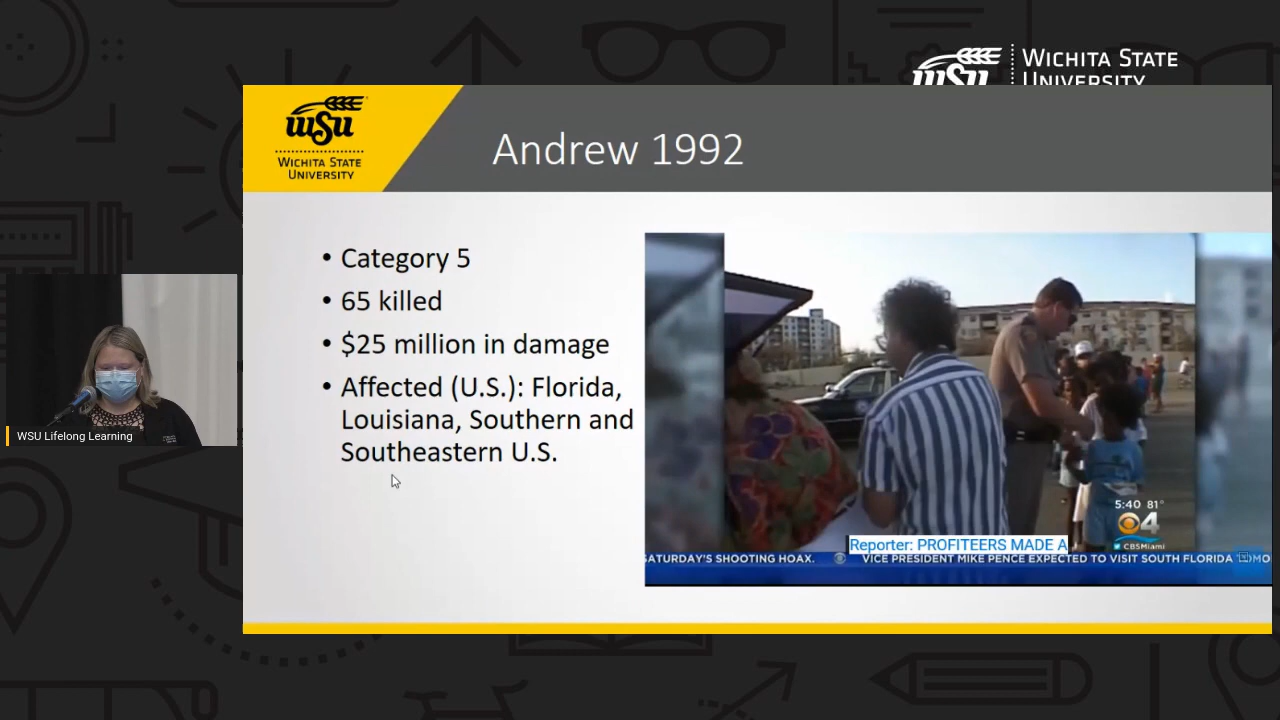 WSU | WICHITA STATE
UNIVERSITY
WSU
WICHITA STATE
UNIVERSITY
Andrew 1992
• Category 5
• 65 killed
• $25 million in damage
• Affected (U.S.): Florida,
Louisiana, Southern and
Southeastern U.S.
WSU Lifelong Learning
5:40 81°
4
CBSMiami
Reporter: PROFITEERS MADE A
SATURDAY'S SHOOTING HOAX. VICE PRESIDENT MIKE PENCE EXPECTED TO VISIT SOUTH FLORIDA